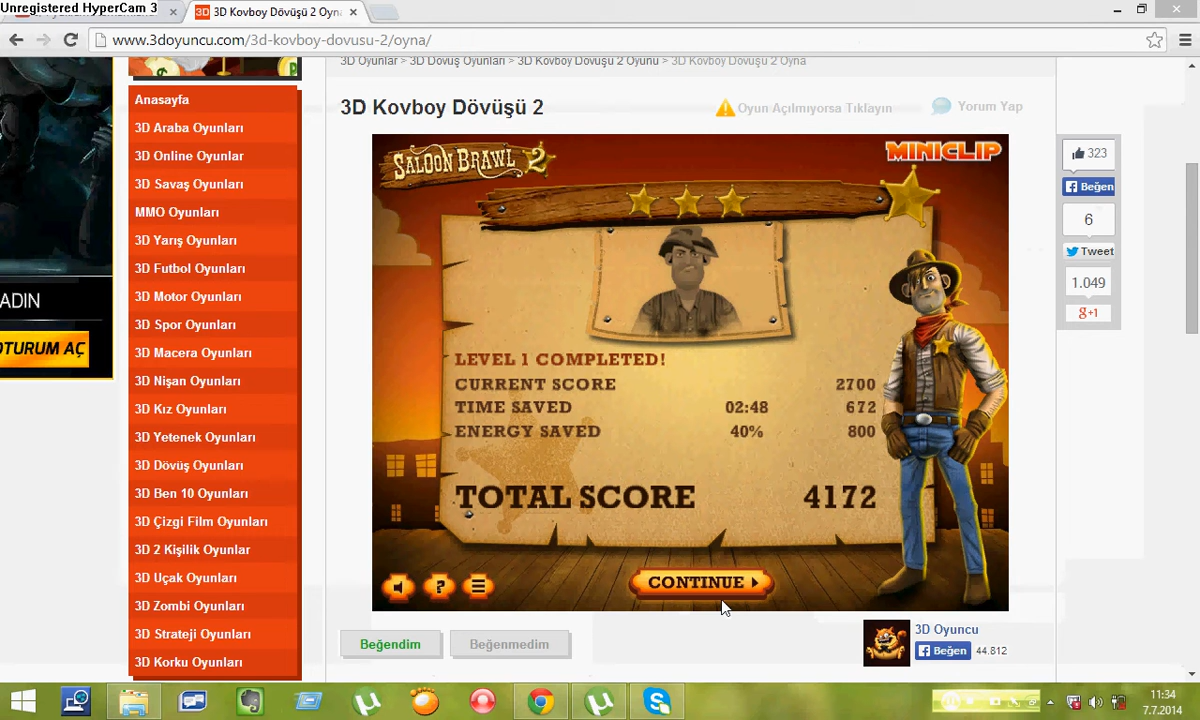 Unregistered HyperCam 3
3D Kovboy Dövüşü 2 Oyna
www.3doyuncu.com/3d-kovboy-dovusu-2/oyna/
3D Oyunlar > 3D Dövüş Oyunları > 3D Kovboy Dövüşü 2 Oyunu > 3D Kovboy Dövüşü 2 Oyna
3D Kovboy Dövüşü 2
Oyun Açılmıyorsa Tıklayın
Yorum Yap
Anasayfa
3D Araba Oyunları
3D Online Oyunlar
3D Savaş Oyunları
MMO Oyunları
3D Yarış Oyunları
3D Futbol Oyunları
3D Motor Oyunları
3D Spor Oyunları
3D Macera Oyunları
3D Nişan Oyunları
3D Kız Oyunları
3D Yetenek Oyunları
3D Dövüş Oyunları
3D Ben 10 Oyunları
3D Çizgi Film Oyunları
3D 2 Kişilik Oyunlar
3D Uçak Oyunları
3D Zombi Oyunları
3D Strateji Oyunları
3D Korku Oyunları
ADIN
OTURUM AÇ
SALOON BRAWL 2
MINICLIP
LEVEL 1 COMPLETED!
CURRENT SCORE 2700
TIME SAVED 02:48 672
ENERGY SAVED 40% 800
TOTAL SCORE 4172
?
CONTINUE
323
Beğen
6
Tweet
1.049
g+1
Beğendim
Beğenmedim
3D Oyuncu
Beğen 44.812
11:34
7.7.2014